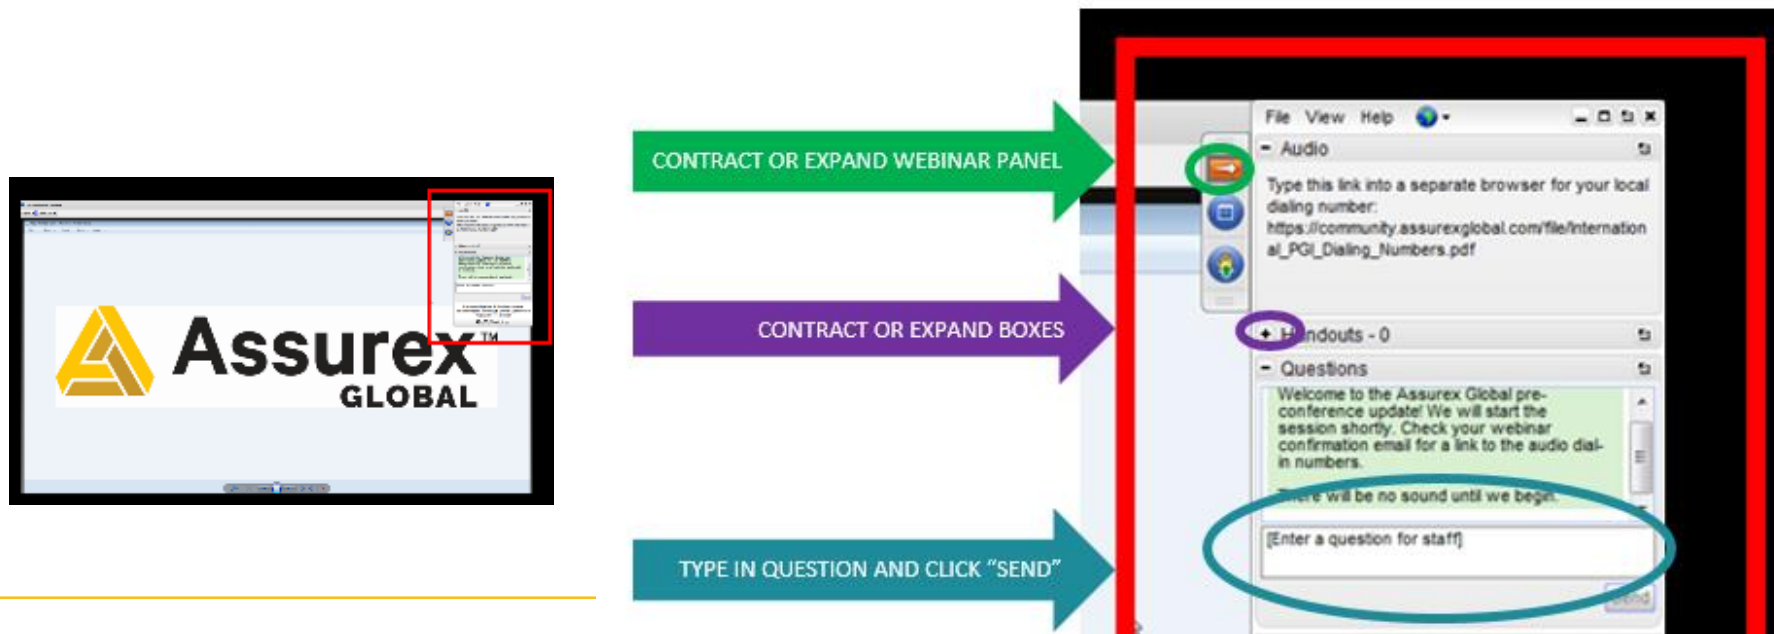 Assurex™
GLOBAL
CONTRACT OR EXPAND WEBINAR PANEL
CONTRACT OR EXPAND BOXES
TYPE IN QUESTION AND CLICK “SEND”
File View Help
- Audio
Type this link into a separate browser for your local
dialing number:
https://community.assurexglobal.com/file/Internation
al_PGI_Dialing_Numbers.pdf
+ Handouts - 0
- Questions
Welcome to the Assurex Global pre-
conference update! We will start the
session shortly. Check your webinar
confirmation email for a link to the audio dial-
in numbers.
There will be no sound until we begin.
[Enter a question for staff]
Send